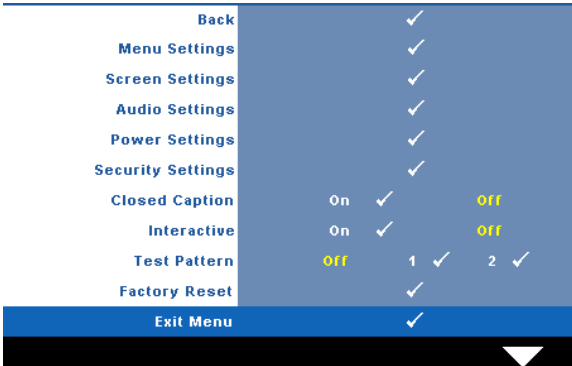 Back ✓
Menu Settings ✓
Screen Settings ✓
Audio Settings ✓
Power Settings ✓
Security Settings ✓
Closed Caption On ✓ Off
Interactive On ✓ Off
Test Pattern Off 1 ✓ 2 ✓
Factory Reset ✓
Exit Menu ✓